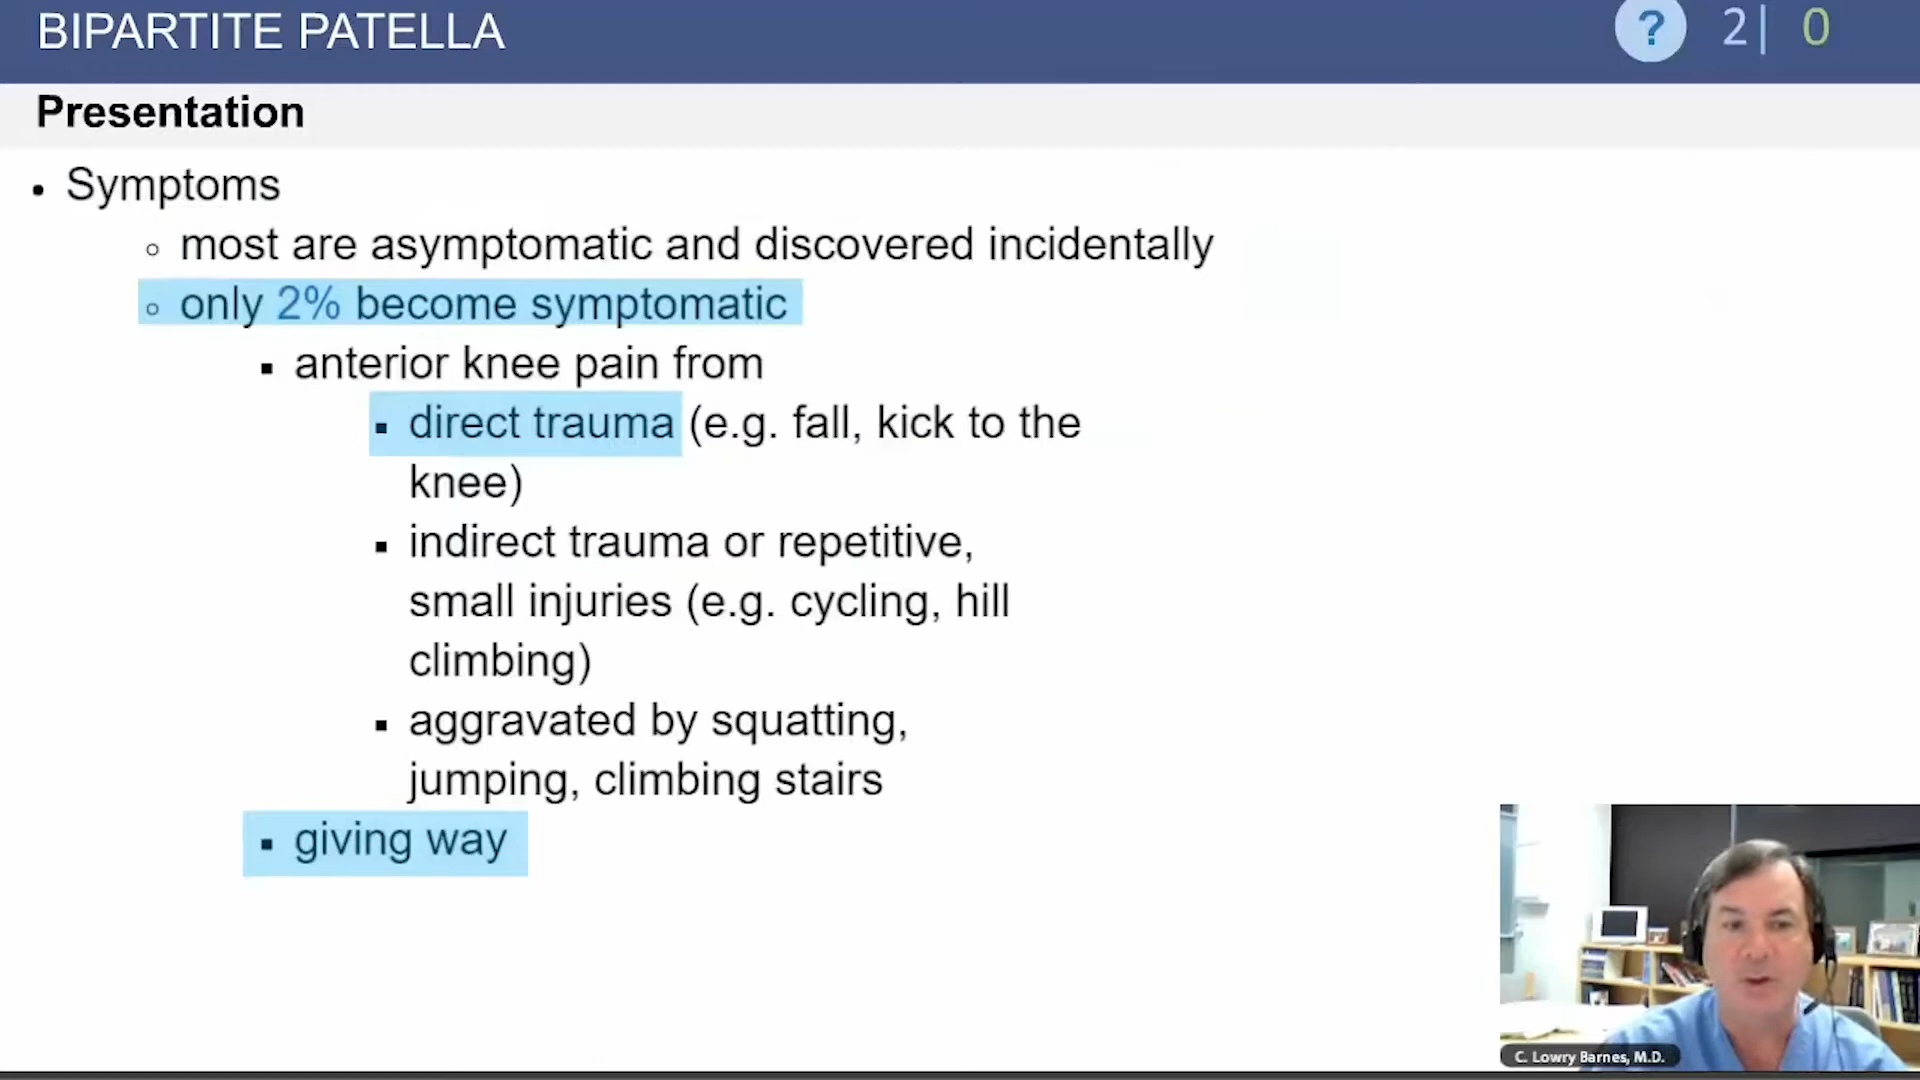 BIPARTITE PATELLA
? 2| 0
Presentation
• Symptoms
◦ most are asymptomatic and discovered incidentally
◦ only 2% become symptomatic
▪ anterior knee pain from
▪ direct trauma (e.g. fall, kick to the
knee)
▪ indirect trauma or repetitive,
small injuries (e.g. cycling, hill
climbing)
▪ aggravated by squatting,
jumping, climbing stairs
▪ giving way
C. Lowry Barnes, M.D.